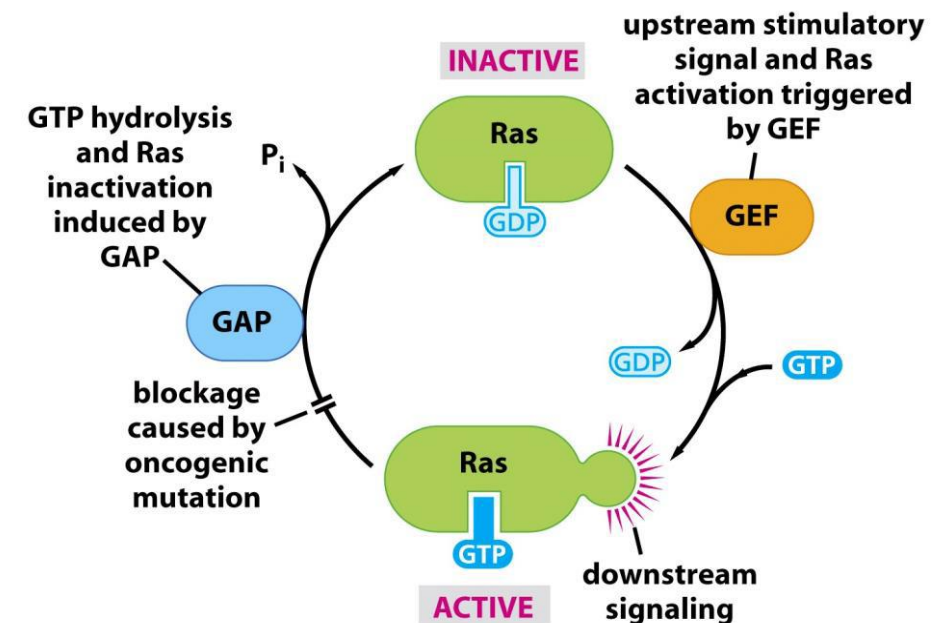 INACTIVE
Ras
GDP
upstream stimulatory
signal and Ras
activation triggered
by GEF
GEF
GDP
GTP
GTP hydrolysis
and Ras
inactivation
induced by
GAP
Pi
GAP
blockage
caused by
oncogenic
mutation
Ras
GTP
ACTIVE
downstream
signaling